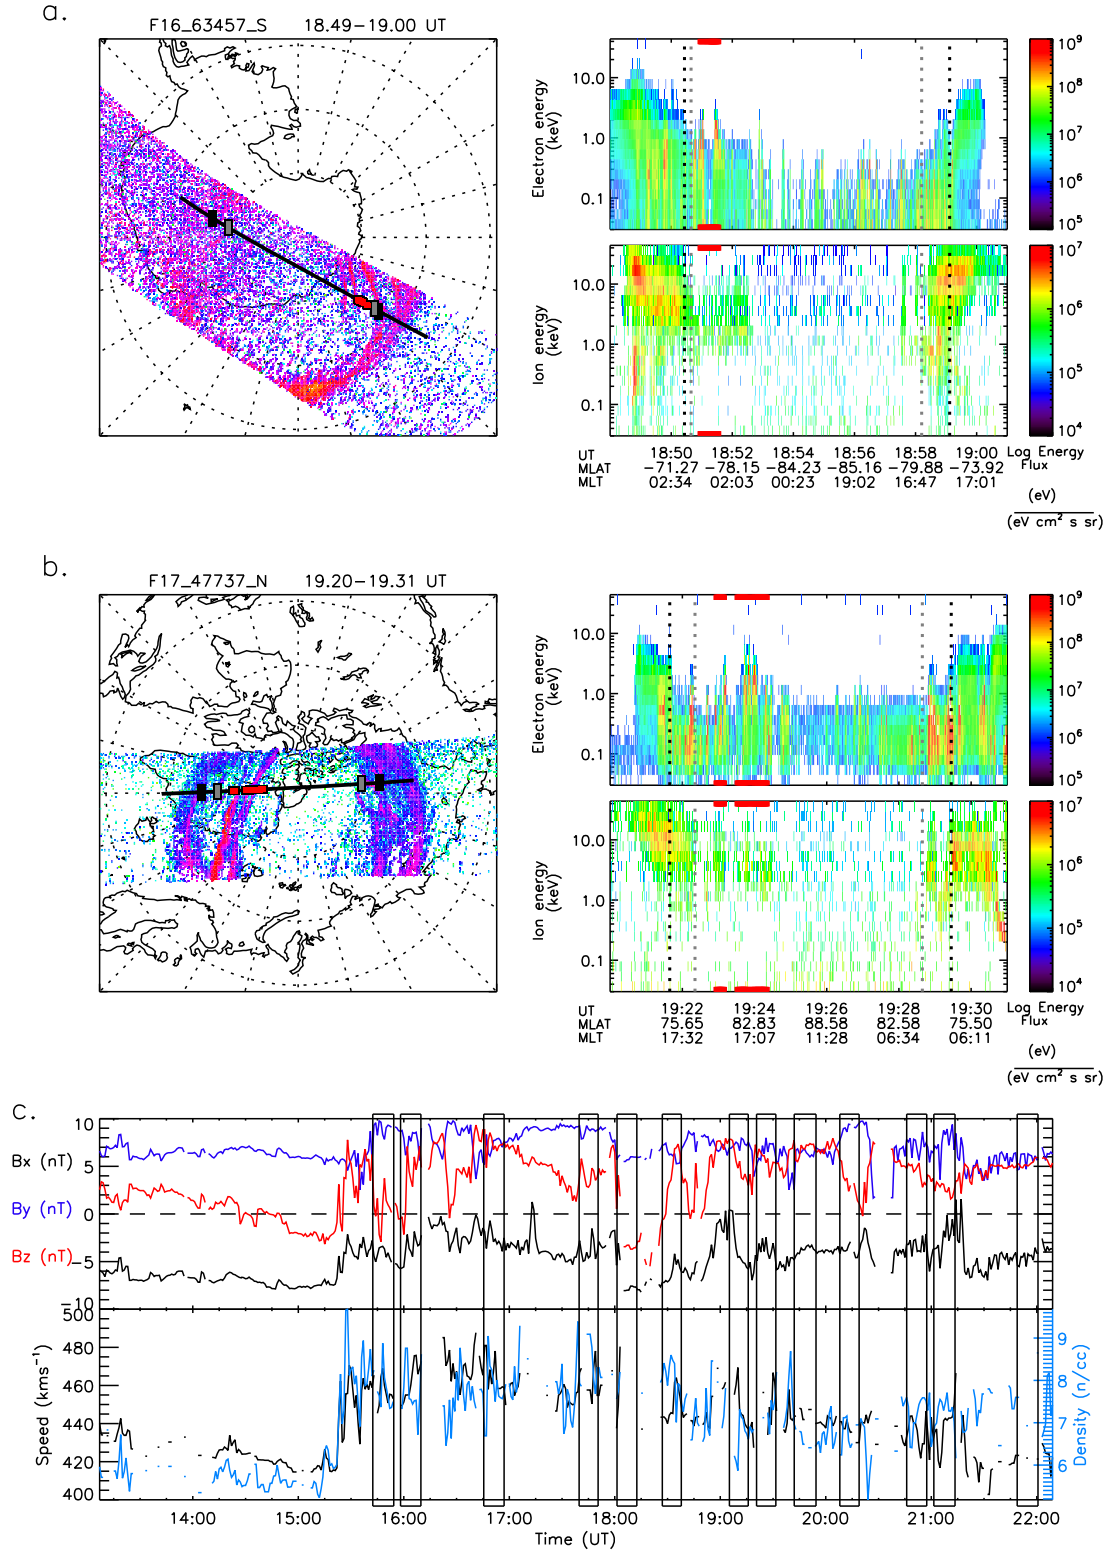 a.
F16_63457_S 18.49−19.00 UT
10.0
1.0
0.1
Electron energy
(keV)
10⁹
10⁸
10⁷
10⁶
10⁵
10.0
1.0
0.1
Ion energy
(keV)
10⁷
10⁶
10⁵
10⁴
UT 18:50 18:52 18:54 18:56 18:58 19:00 Log Energy
MLAT −71.27 −78.15 −84.23 −85.16 −79.88 −73.92 Flux
MLT 02:34 02:03 00:23 19:02 16:47 17:01
(eV)
(eV cm² s sr)
b.
F17_47737_N 19.20−19.31 UT
10.0
1.0
0.1
Electron energy
(keV)
10⁹
10⁸
10⁷
10⁶
10⁵
10.0
1.0
0.1
Ion energy
(keV)
10⁷
10⁶
10⁵
10⁴
UT 19:22 19:24 19:26 19:28 19:30 Log Energy
MLAT 75.65 82.83 88.58 82.58 75.50 Flux
MLT 17:32 17:07 11:28 06:34 06:11
(eV)
(eV cm² s sr)
c.
Bx (nT)
By (nT)
Bz (nT)
10
5
0
−5
10
500
480
460
440
420
400
Speed (kms⁻¹)
9
8
7
6
Density (n/cc)
14:00 15:00 16:00 17:00 18:00 19:00 20:00 21:00 22:00
Time (UT)